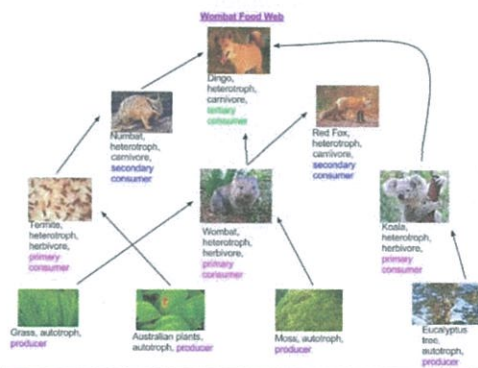 Wombat Food Web
Dingo,
heterotroph,
carnivore,
tertiary
consumer
Numbat,
heterotroph,
carnivore,
secondary
consumer
Red Fox,
heterotroph,
carnivore,
secondary
consumer
Termite,
heterotroph,
herbivore,
primary
consumer
Wombat,
heterotroph,
herbivore,
primary
consumer
Koala,
heterotroph,
herbivore,
primary
consumer
Grass, autotroph,
producer
Australian plants,
autotroph, producer
Moss, autotroph,
producer
Eucalyptus
tree,
autotroph,
producer